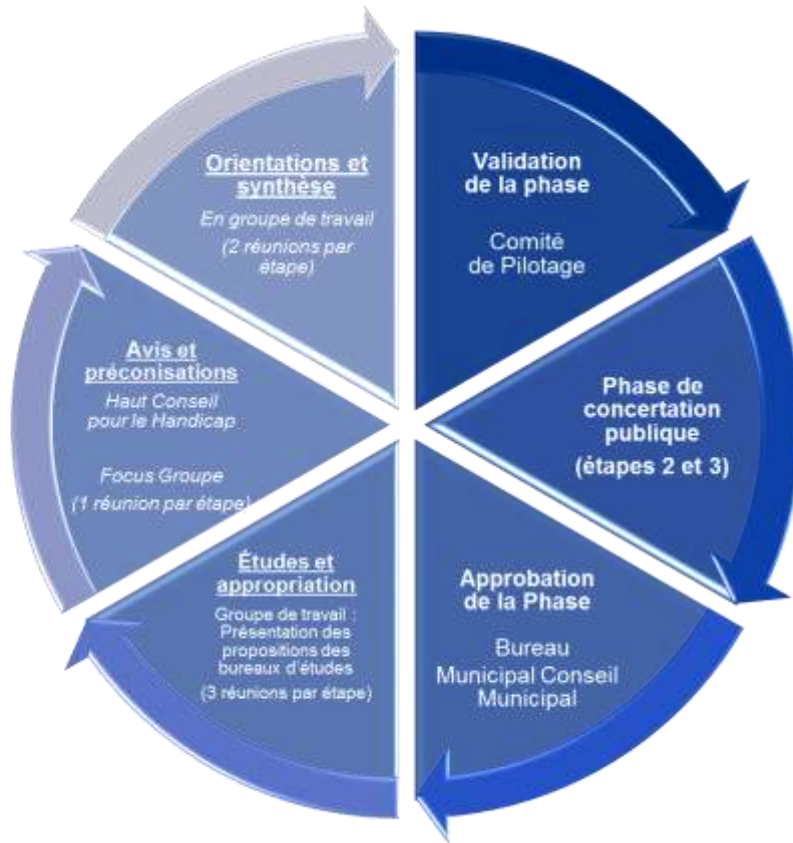 Orientations et
synthèse
En groupe de travail
(2 réunions par
étape)
Validation
de la phase
Comité
de Pilotage
Phase de
concertation
publique
(étapes 2 et 3)
Approbation
de la Phase
Bureau
Municipal Conseil
Municipal
Études et
appropriation
Groupe de travail :
Présentation des
propositions des
bureaux d'études
(3 réunions par étape)
Avis et
préconisations
Haut Conseil
pour le Handicap
Focus Groupe
(1 réunion par étape)